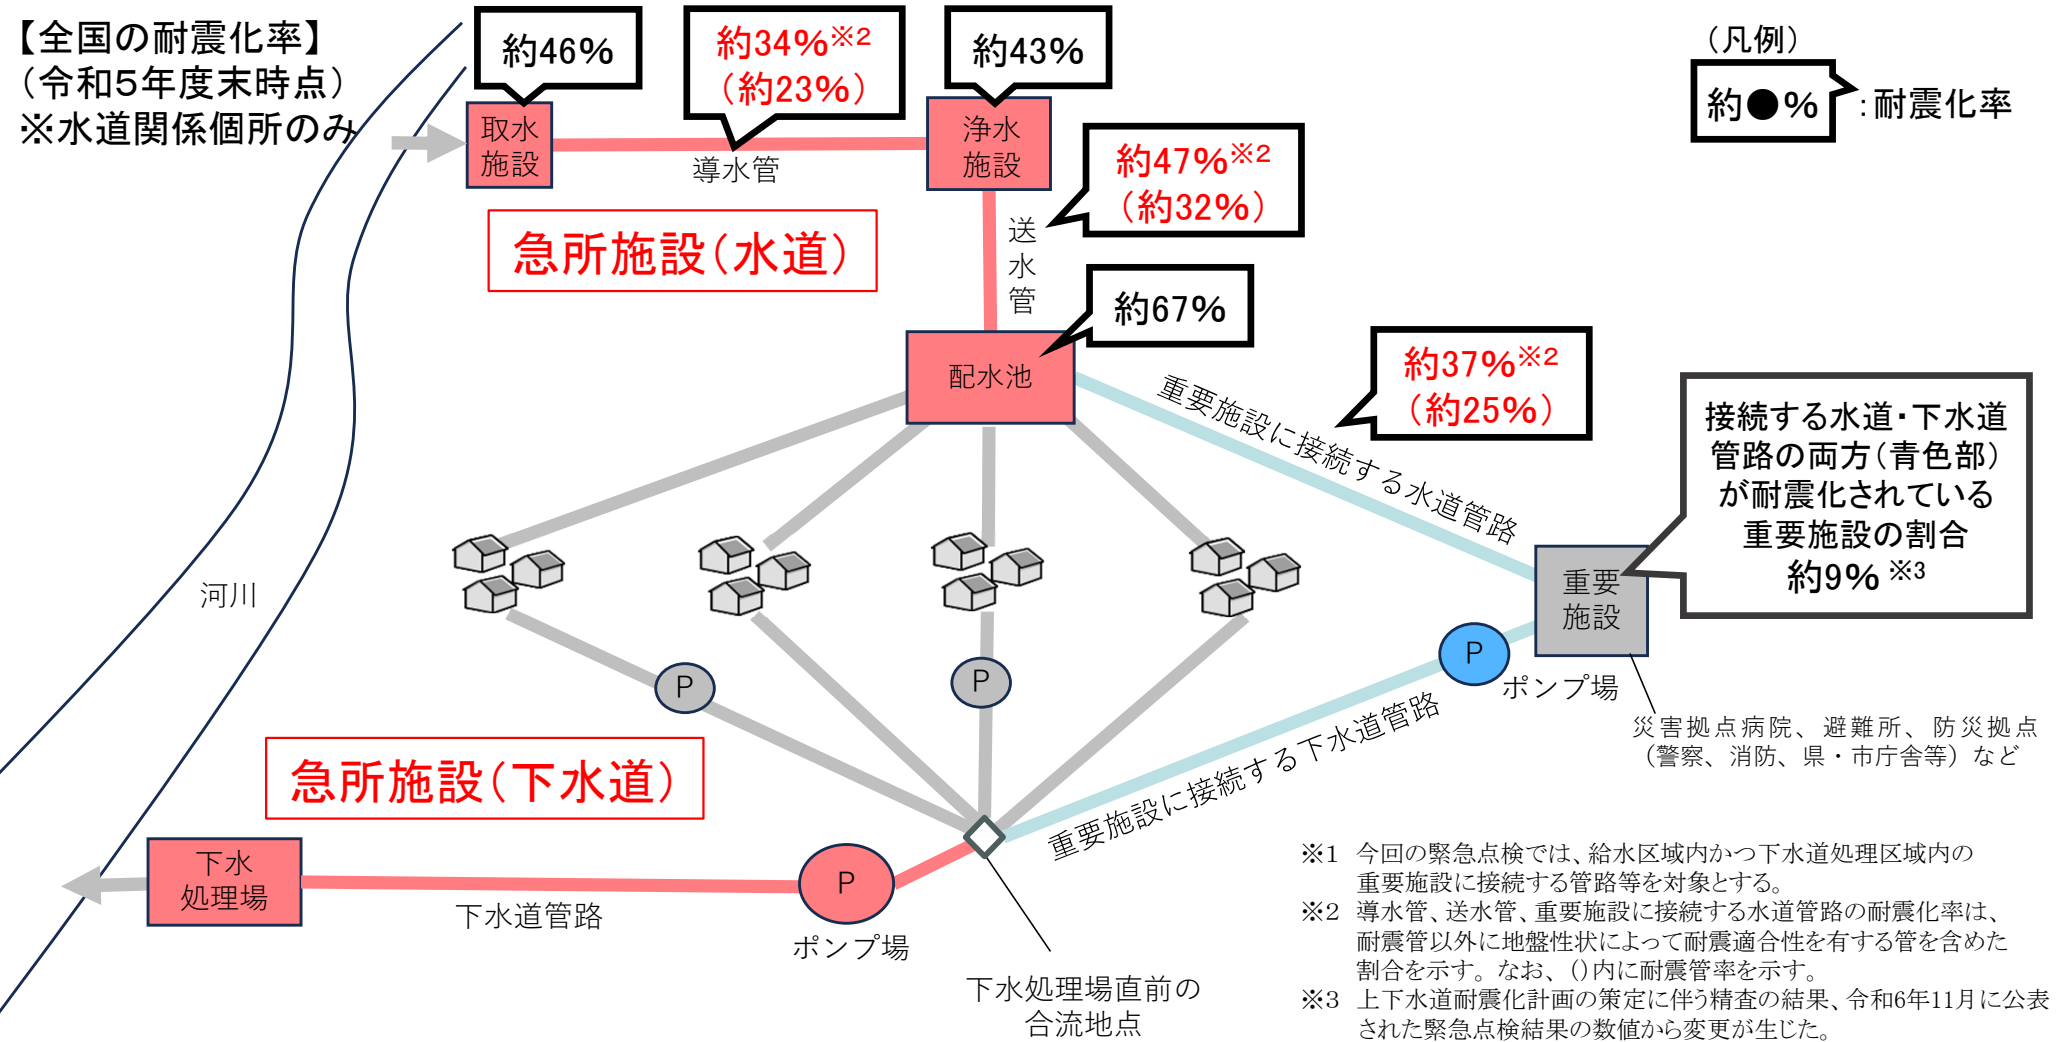 【全国の耐震化率】
（令和5年度末時点）
※水道関係個所のみ
約46%
約34%※2
（約23%）
約43%
（凡例）
約●%
：耐震化率
取水
施設
導水管
浄水
施設
約47%※2
（約32%）
急所施設（水道）
送
水
管
約67%
配水池
約37%※2
（約25%）
重要施設に接続する水道管路
接続する水道・下水道
管路の両方（青色部）
が耐震化されている
重要施設の割合
約9% ※3
河川
重要
施設
P
P
P
ポンプ場
災害拠点病院、避難所、防災拠点
（警察、消防、県・市庁舎等）など
重要施設に接続する下水道管路
急所施設（下水道）
下水
処理場
下水道管路
P
ポンプ場
下水処理場直前の
合流地点
※1 今回の緊急点検では、給水区域内かつ下水道処理区域内の
重要施設に接続する管路等を対象とする。
※2 導水管、送水管、重要施設に接続する水道管路の耐震化率は、
耐震管以外に地盤性状によって耐震適合性を有する管を含めた
割合を示す。なお、()内に耐震管率を示す。
※3 上下水道耐震化計画の策定に伴う精査の結果、令和6年11月に公表
された緊急点検結果の数値から変更が生じた。